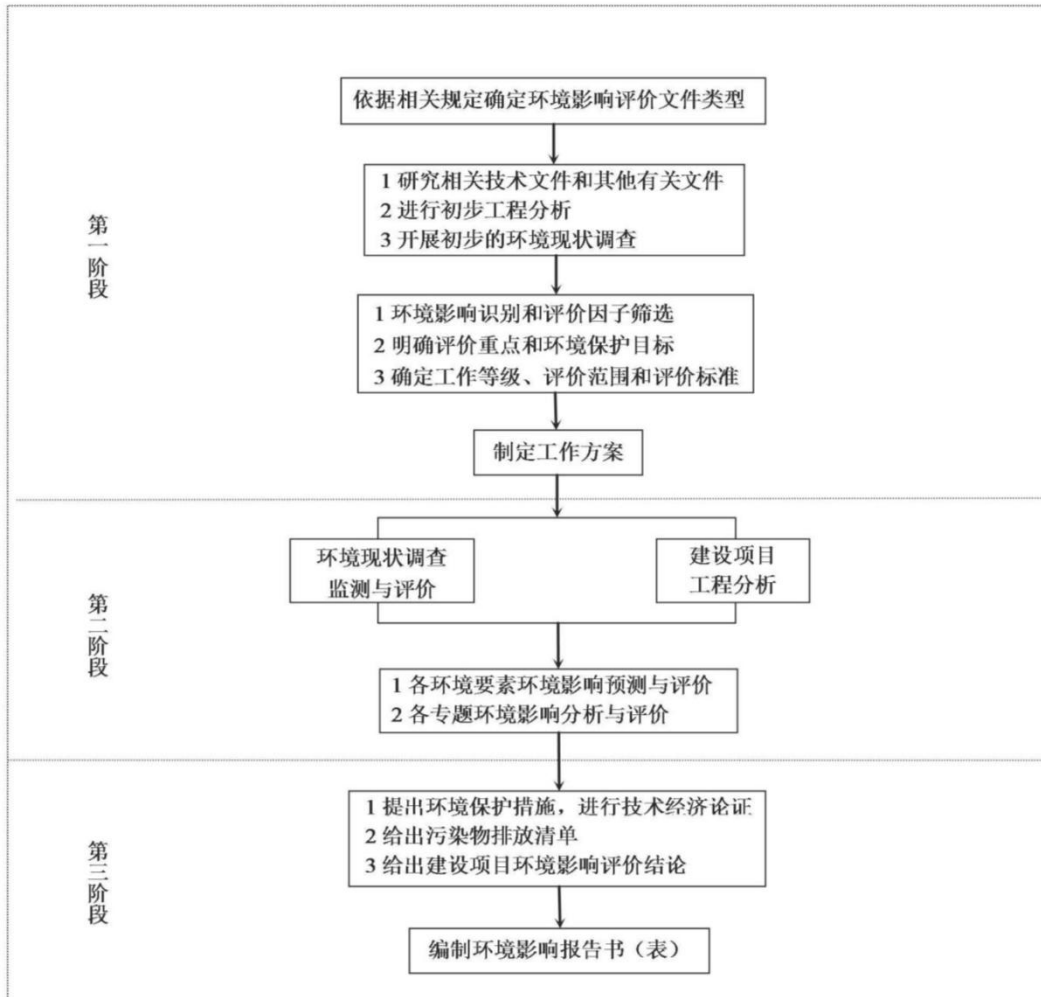 依据相关规定确定环境影响评价文件类型
1 研究相关技术文件和其他有关文件
2 进行初步工程分析
3 开展初步的环境现状调查
第一阶段
1 环境影响识别和评价因子筛选
2 明确评价重点和环境保护目标
3 确定工作等级、评价范围和评价标准
制定工作方案
环境现状调查
监测与评价
建设项目
工程分析
第二阶段
1 各环境要素环境影响预测与评价
2 各专题环境影响分析与评价
1 提出环境保护措施，进行技术经济论证
2 给出污染物排放清单
3 给出建设项目环境影响评价结论
第三阶段
编制环境影响报告书（表）